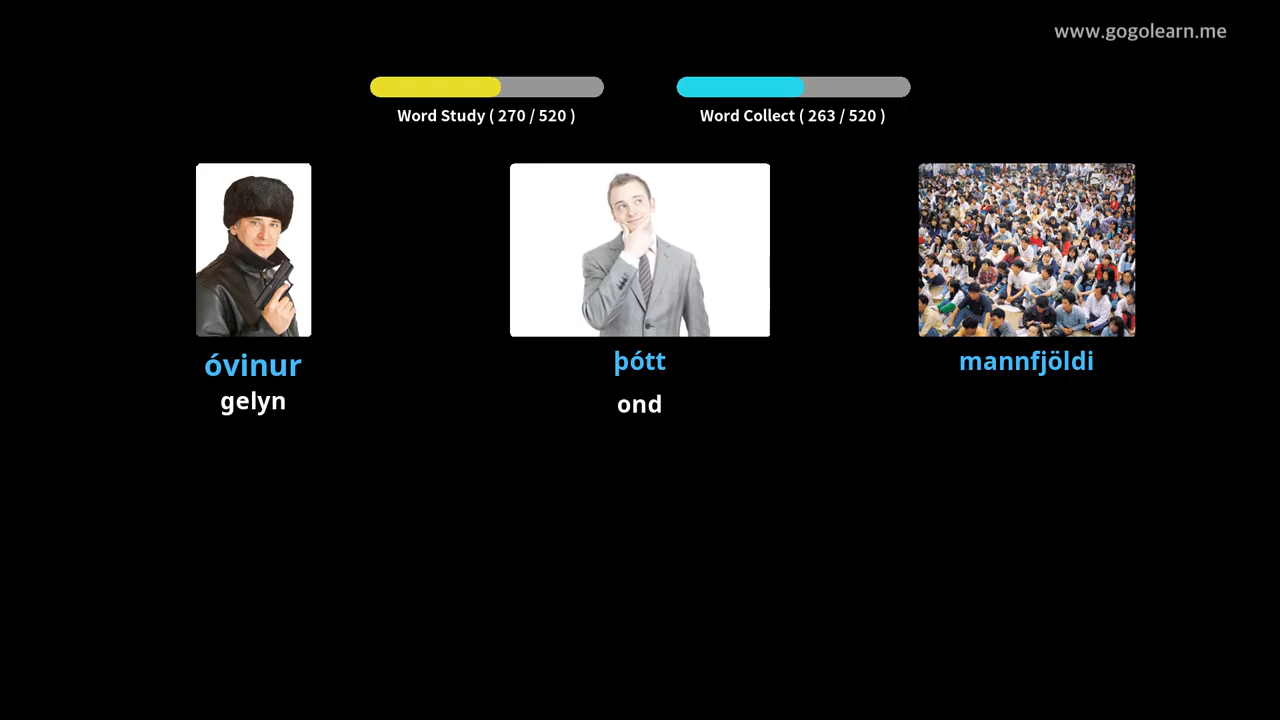 www.gogolearn.me
Word Study ( 270 / 520 )
Word Collect ( 263 / 520 )
óvinur
gelyn
þótt
ond
mannfjöldi